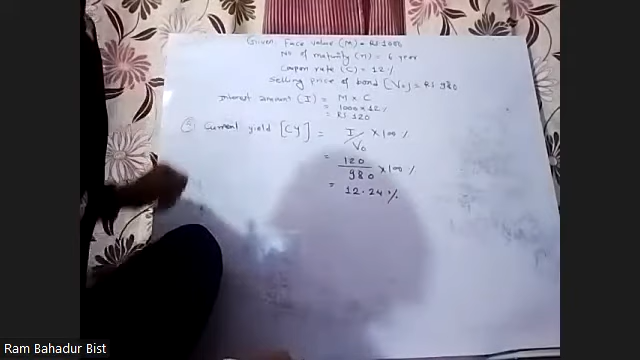 Given, Face value (M) = RS 1000
No of maturity (n) = 6 year
coupon rate (C) = 12 %
Selling price of bond [V₀] = RS 980
Interest amount (I) = M × C
= 1000 × 12 %
= RS. 120
Current yield [CY] = I / V₀ × 100 %
= 120 / 980 × 100 %
= 12.24 %
Ram Bahadur Bist